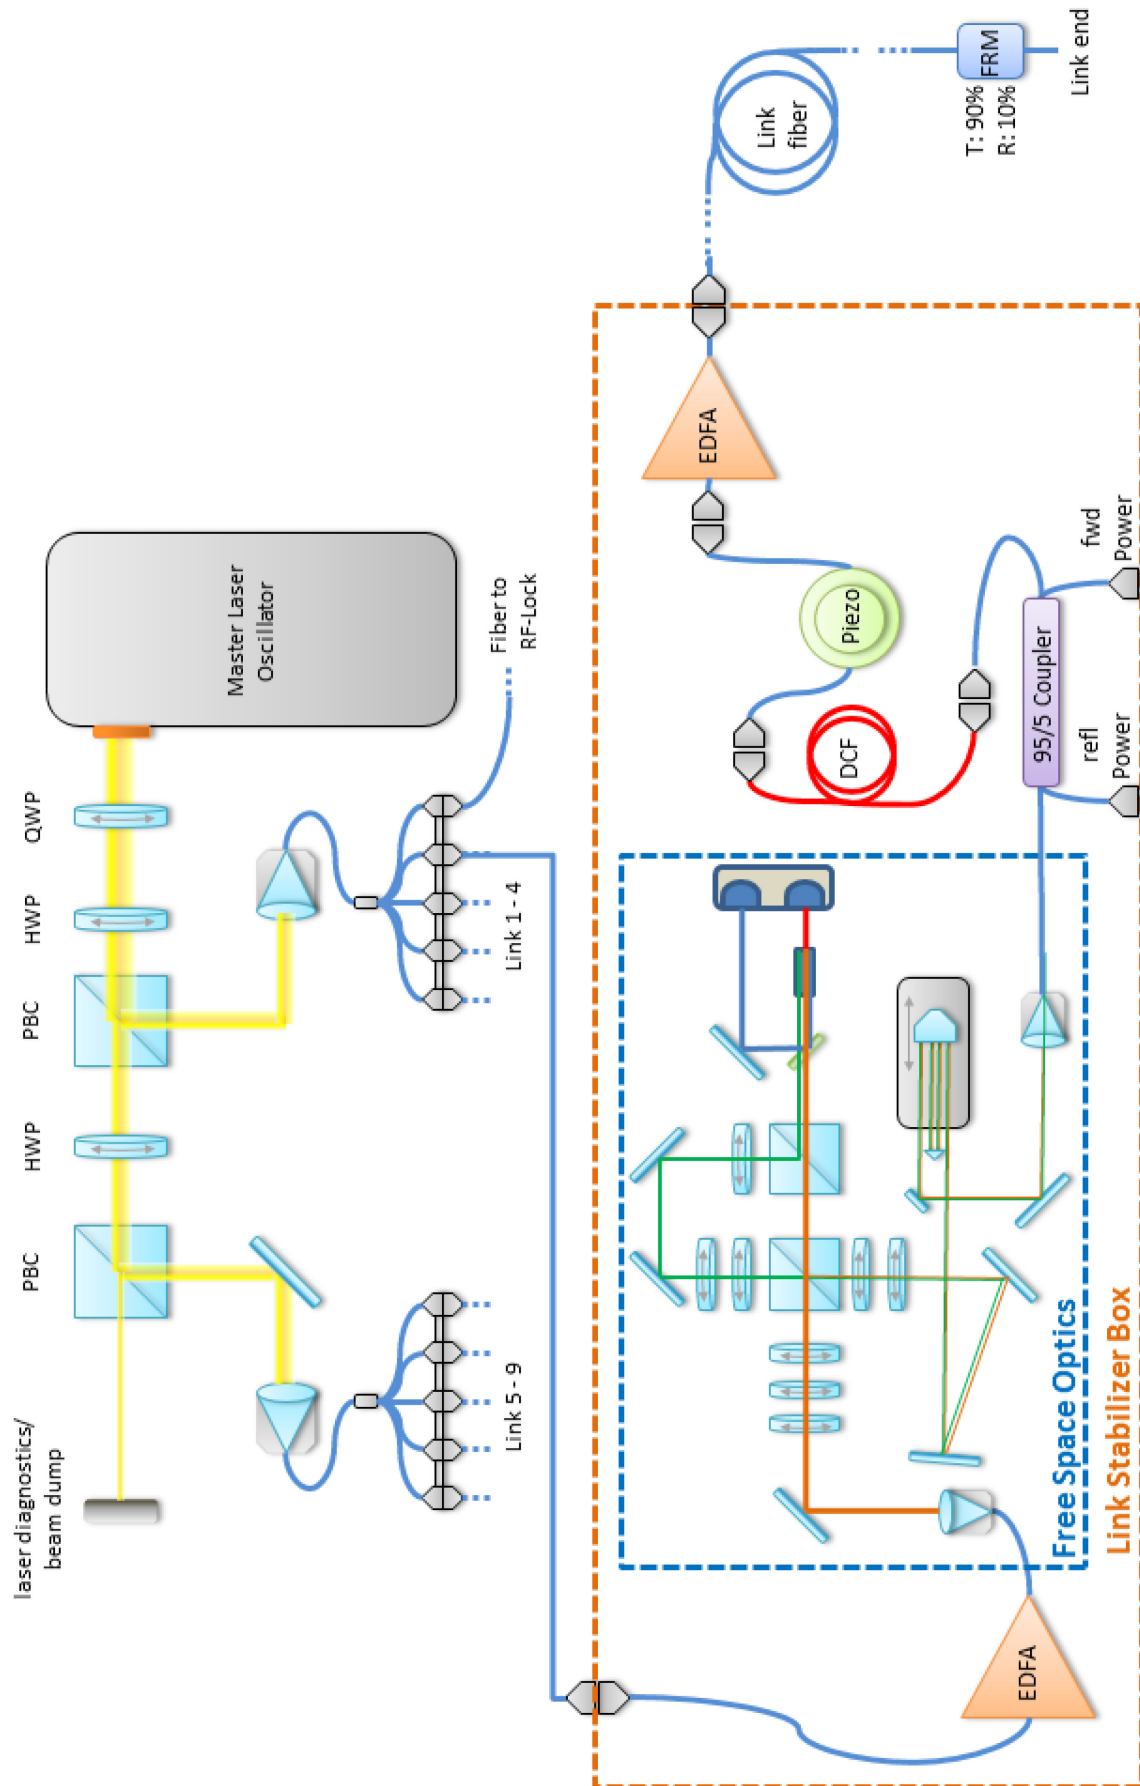 laser diagnostics/
beam dump
PBC
HWP
PBC
HWP
QWP
Master Laser
Oscillator
Link 5 - 9
Link 1 - 4
Fiber to
RF-Lock
EDFA
Free Space Optics
Link Stabilizer Box
95/5 Coupler
refl
Power
fwd
Power
DCF
Piezo
EDFA
Link
fiber
T: 90%
R: 10%
FRM
Link end